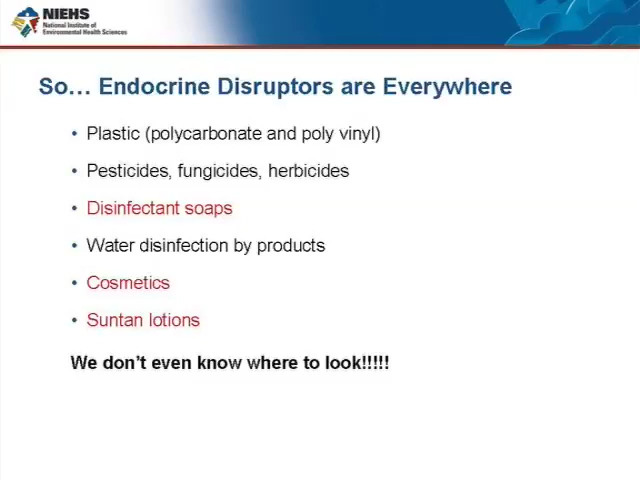 NIEHS
National Institute of
Environmental Health Sciences
So... Endocrine Disruptors are Everywhere
• Plastic (polycarbonate and poly vinyl)
• Pesticides, fungicides, herbicides
• Disinfectant soaps
• Water disinfection by products
• Cosmetics
• Suntan lotions
We don't even know where to look!!!!!